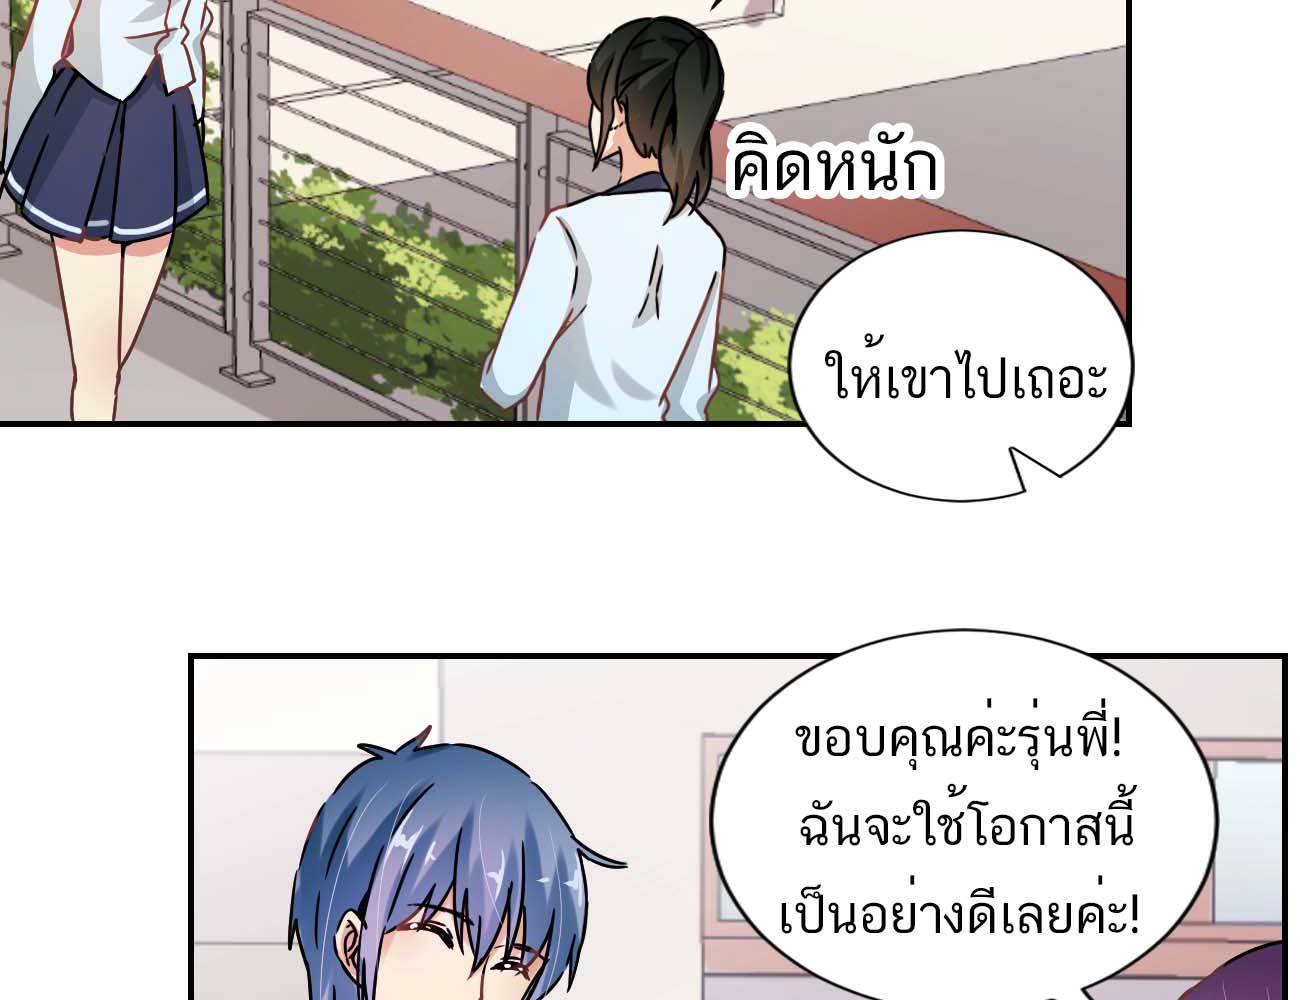 คิดหนัก
ให้เขาไปเถอะ
ขอบคุณค่ะรุ่นพี่!
ฉันจะใช้โอกาสนี้
เป็นอย่างดีเลยค่ะ!